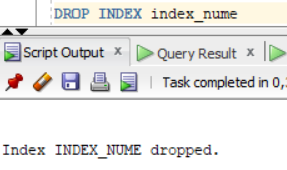 DROP INDEX index_nume
Script Output x Query Result x
Task completed in 0,
Index INDEX_NUME dropped.